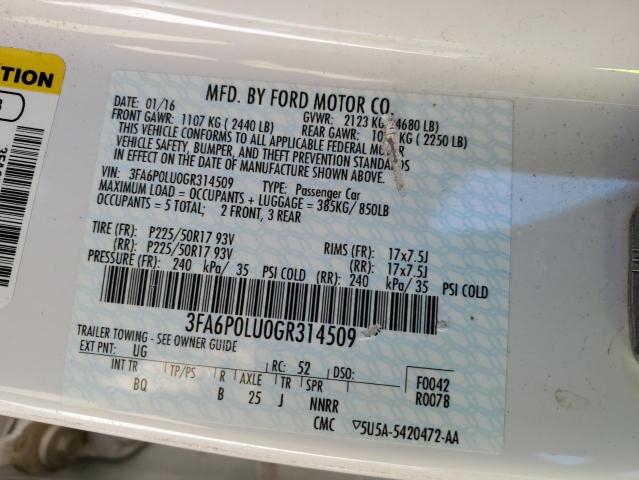 MFD. BY FORD MOTOR CO.
DATE: 01/16
GVWR: 2123 KG 4680 LB)
FRONT GAWR: 1107 KG ( 2440 LB)
REAR GAWR: KG ( 2250 LB)
THIS VEHICLE CONFORMS TO ALL APPLICABLE FEDERAL
VEHICLE SAFETY, BUMPER, AND THEFT PREVENTION STANDARDS
IN EFFECT ON THE DATE OF MANUFACTURE SHOWN ABOVE.
VIN: 3FA6P0LU0GR314509 TYPE: Passenger Car
MAXIMUM LOAD = OCCUPANTS + LUGGAGE = 385KG/850LB
OCCUPANTS = 5 TOTAL; 2 FRONT, 3 REAR
TIRE (FR): P225/50R17 93V RIMS (FR): 17x7.5J
(RR): P225/50R17 93V (RR): 17x7.5J
PRESSURE (FR): 240 kPa/ 35 PSI COLD (RR): 240 kPa/ 35 PSI COLD
3FA6P0LU0GR314509
TRAILER TOWING - SEE OWNER GUIDE
EXT PNT: UG RC: 52 DSO:
INT TR TP/PS R AXLE TR SPR F0042
BQ B 25 J NNRR R0078
CMC ▽5U5A-5420472-AA